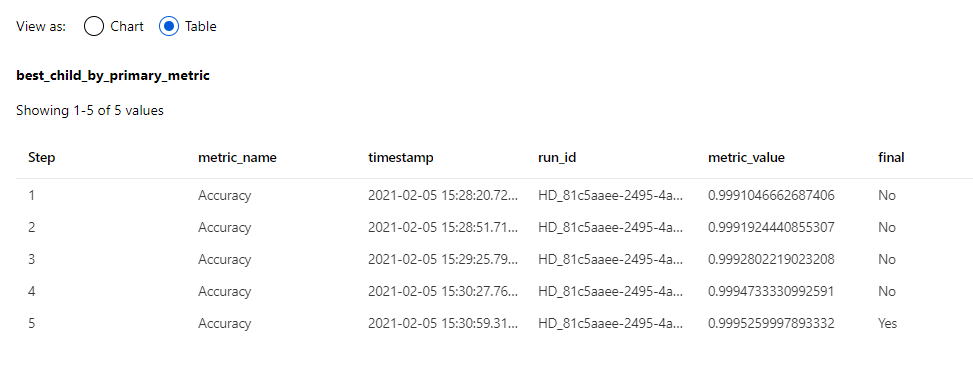 View as: Chart Table
best_child_by_primary_metric
Showing 1-5 of 5 values
Step metric_name timestamp run_id metric_value final
1 Accuracy 2021-02-05 15:28:20.72... HD_81c5aaee-2495-4a... 0.9991046662687406 No
2 Accuracy 2021-02-05 15:28:51.71... HD_81c5aaee-2495-4a... 0.9991924440855307 No
3 Accuracy 2021-02-05 15:29:25.79... HD_81c5aaee-2495-4a... 0.9992802219023208 No
4 Accuracy 2021-02-05 15:30:27.76... HD_81c5aaee-2495-4a... 0.9994733330992591 No
5 Accuracy 2021-02-05 15:30:59.31... HD_81c5aaee-2495-4a... 0.9995259997893332 Yes